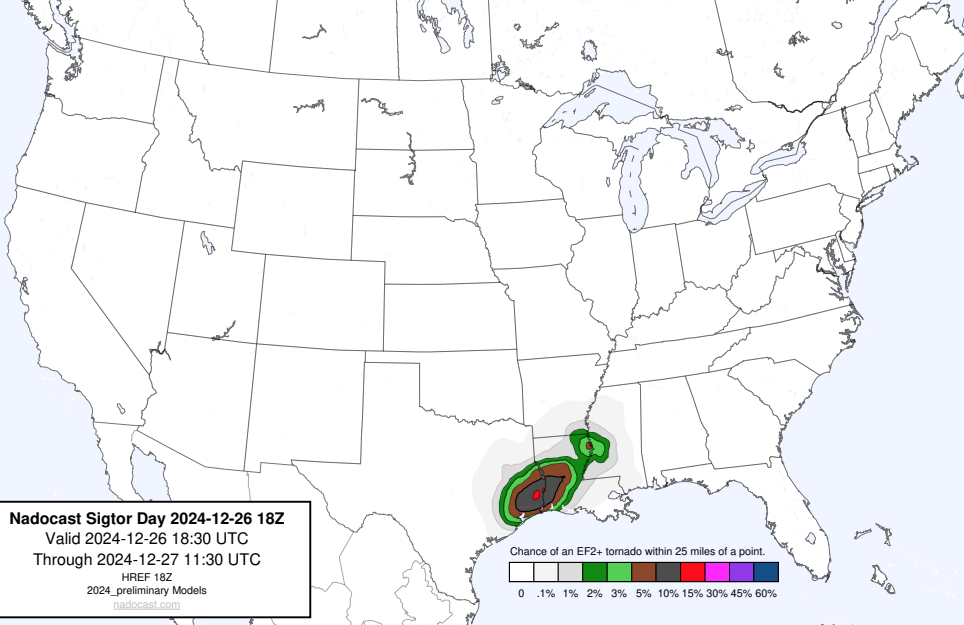 Nadocast Sigtor Day 2024-12-26 18Z
Valid 2024-12-26 18:30 UTC
Through 2024-12-27 11:30 UTC
HREF 18Z
2024_preliminary Models
nadocast.com
Chance of an EF2+ tornado within 25 miles of a point.
0 .1% 1% 2% 3% 5% 10% 15% 30% 45% 60%